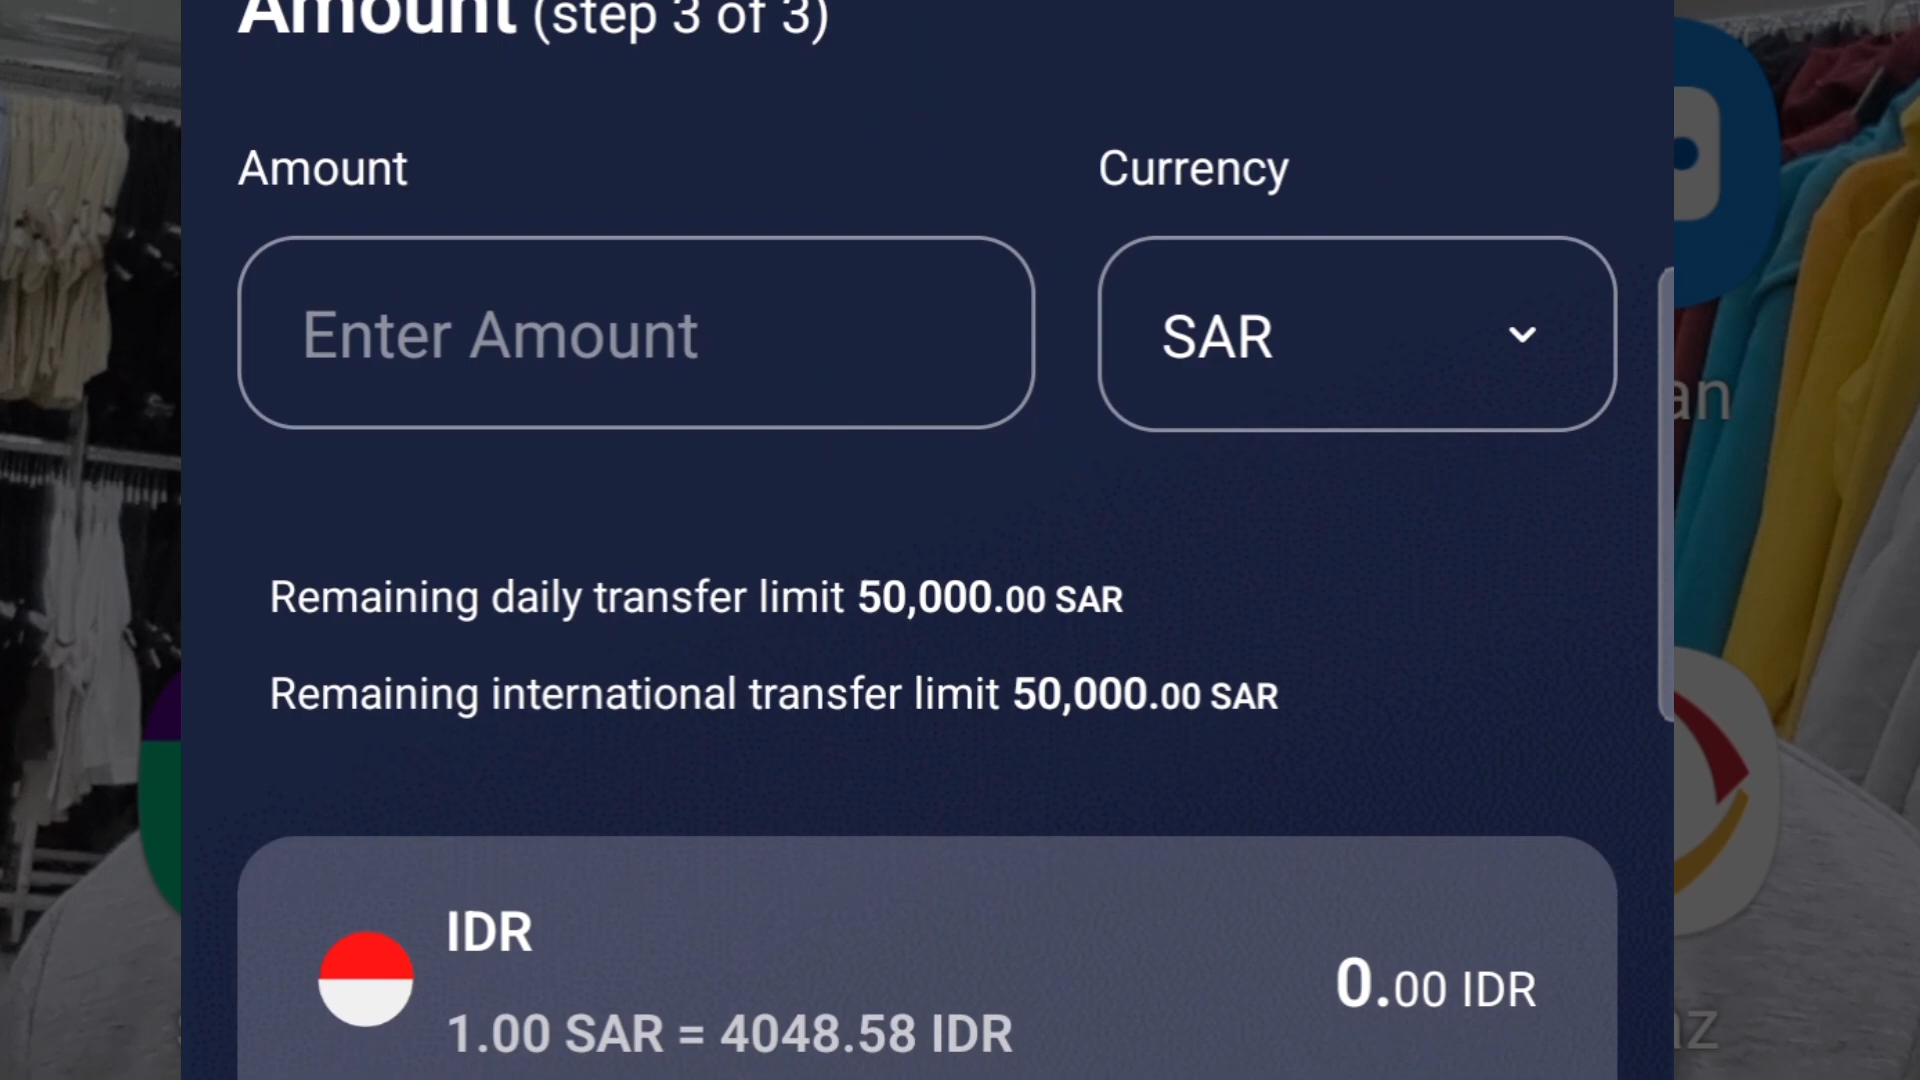 Amount (step 3 of 3)
Amount
Currency
Enter Amount
SAR
Remaining daily transfer limit 50,000.00 SAR
Remaining international transfer limit 50,000.00 SAR
IDR
0.00 IDR
1.00 SAR = 4048.58 IDR